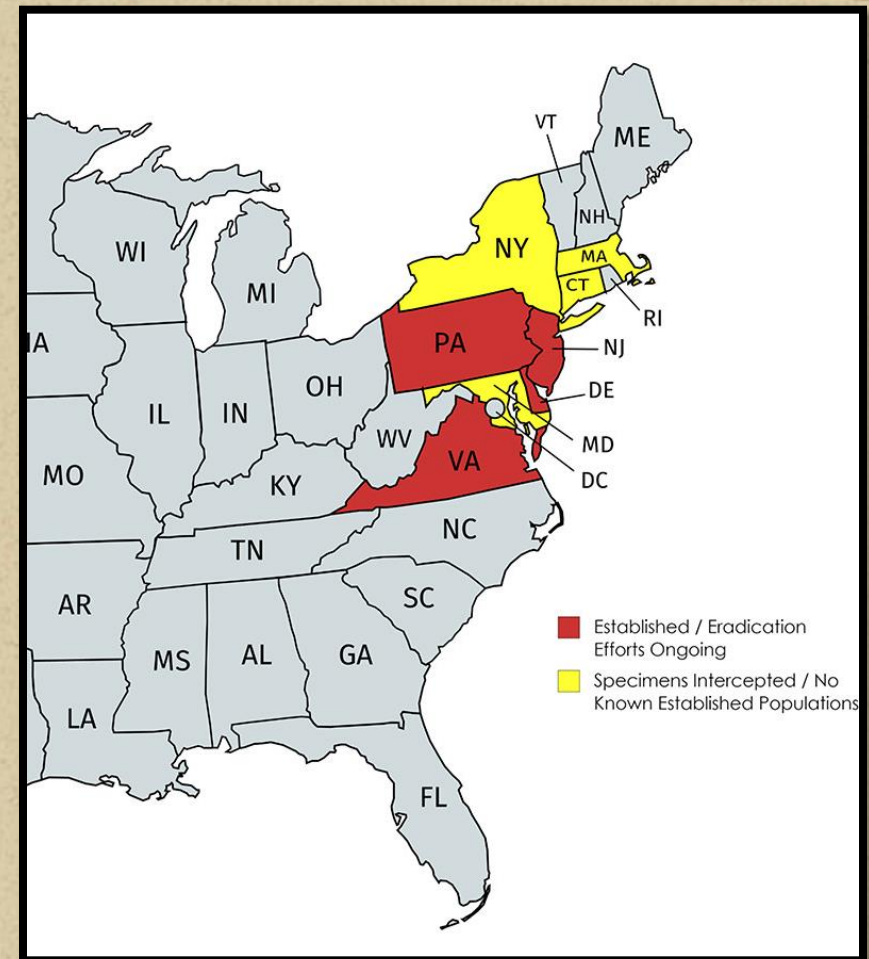 VT
ME
NH
WI
NY
MA
MI
CT
RI
IA
PA
NJ
OH
DE
IL
IN
WV
MD
MO
VA
DC
KY
NC
TN
AR
SC
MS
AL
GA
LA
FL
Established / Eradication
Efforts Ongoing
Specimens Intercepted / No
Known Established Populations